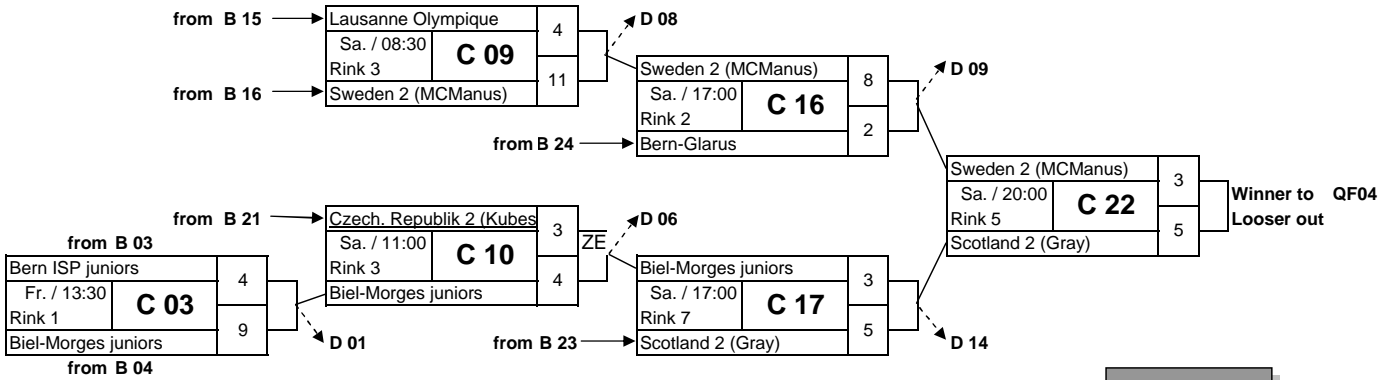 from B 15
Lausanne Olympique
4
D 08
Sa. / 08:30
Rink 3
C 09
11
from B 16
Sweden 2 (MCManus)
Sweden 2 (MCManus)
8
D 09
Sa. / 17:00
Rink 2
C 16
2
from B 24
Bern-Glarus
Sweden 2 (MCManus)
3
Sa. / 20:00
Rink 5
C 22
5
Scotland 2 (Gray)
Winner to QF04
Looser out
from B 21
Czech. Republik 2 (Kubes
3
ZE
D 06
Sa. / 11:00
Rink 3
C 10
4
Biel-Morges juniors
from B 03
Bern ISP juniors
4
Fr. / 13:30
Rink 1
C 03
9
Biel-Morges juniors
from B 04
D 01
Biel-Morges juniors
3
Sa. / 17:00
Rink 7
C 17
5
from B 23
Scotland 2 (Gray)
D 14